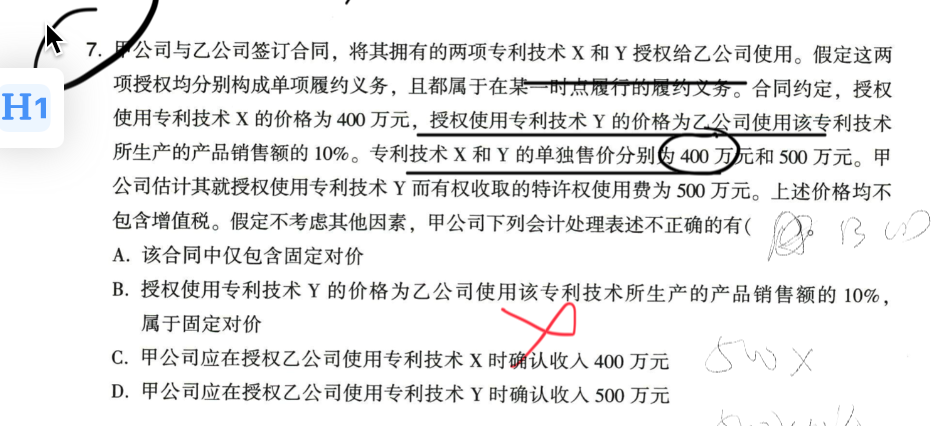 H1
7. 甲公司与乙公司签订合同，将其拥有的两项专利技术 X 和 Y 授权给乙公司使用。假定这两
项授权均分别构成单项履约义务，且都属于在某一时点履行的履约义务。合同约定，授权
使用专利技术 X 的价格为 400 万元，授权使用专利技术 Y 的价格为乙公司使用该专利技术
所生产的产品销售额的 10%。专利技术 X 和 Y 的单独售价分别为 400 万元和 500 万元。甲
公司估计其就授权使用专利技术 Y 而有权收取的特许权使用费为 500 万元。上述价格均不
包含增值税。假定不考虑其他因素，甲公司下列会计处理表述不正确的有(
A. 该合同中仅包含固定对价
B. 授权使用专利技术 Y 的价格为乙公司使用该专利技术所生产的产品销售额的 10%，
属于固定对价
C. 甲公司应在授权乙公司使用专利技术 X 时确认收入 400 万元
500 X
D. 甲公司应在授权乙公司使用专利技术 Y 时确认收入 500 万元